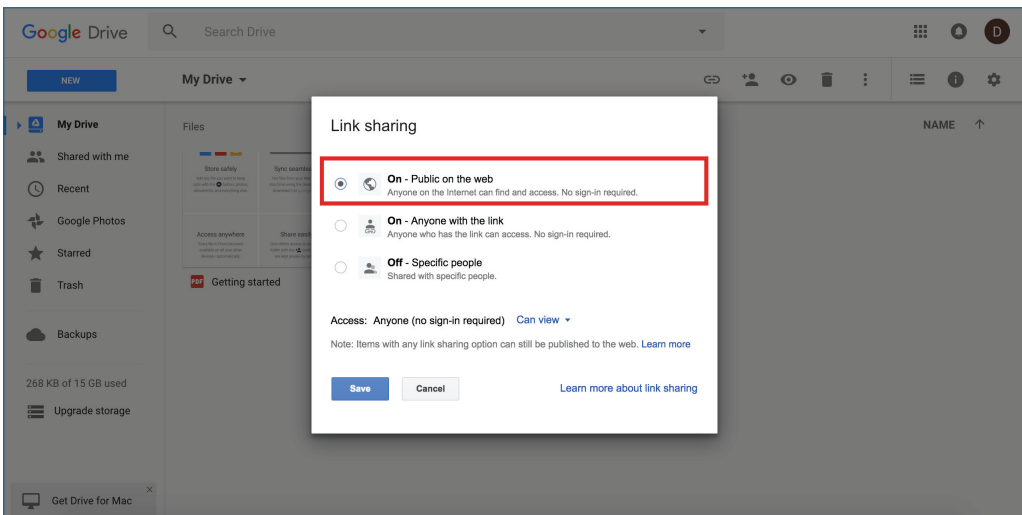 Google Drive
Search Drive
D
NEW
My Drive
My Drive
Shared with me
Recent
Google Photos
Starred
Trash
Backups
268 KB of 15 GB used
Upgrade storage
Get Drive for Mac
Files
NAME
Store safely
Sync seamles
Access anywhere
Share easily
PDF
Getting started
Link sharing
On - Public on the web
Anyone on the Internet can find and access. No sign-in required.
On - Anyone with the link
Anyone who has the link can access. No sign-in required.
Off - Specific people
Shared with specific people.
Access: Anyone (no sign-in required) Can view
Note: Items with any link sharing option can still be published to the web. Learn more
Save
Cancel
Learn more about link sharing